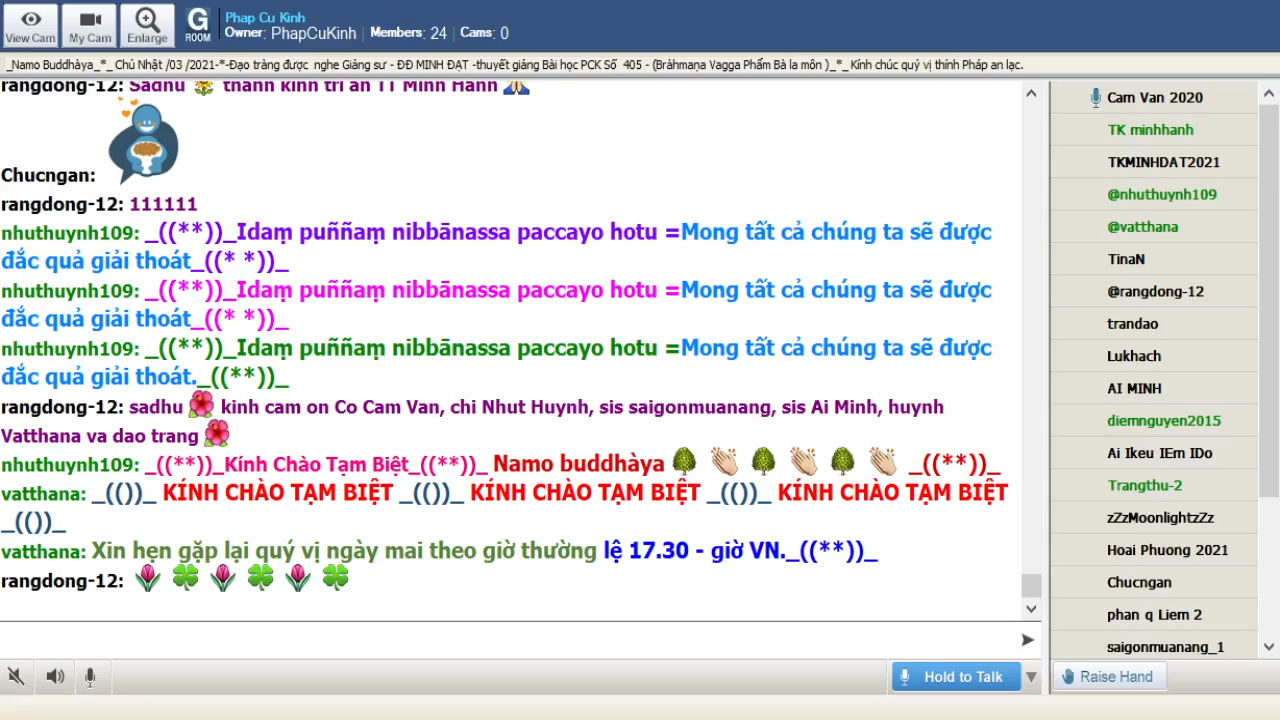 View Cam
My Cam
Enlarge
G
ROOM
Phap Cu Kinh
Owner: PhapCuKinh | Members: 24 | Cams: 0
_Namo Buddhàya_*_ Chủ Nhật /03 /2021-*-Đạo tràng được nghe Giảng sư - ĐĐ MINH ĐẠT -thuyết giảng Bài học PCK Số 405 - (Bràhmaṇa Vagga Phẩm Bà la môn )_*_ Kính chúc quý vị thính Pháp an lạc.
rangdong-12: Sadhu 🌼 thanh kinh tri an TT Minh Hanh 🙏
Chucngan:
rangdong-12: 111111
nhuthuynh109: _((**))_Idaṃ puññaṃ nibbānassa paccayo hotu =Mong tất cả chúng ta sẽ được
đắc quả giải thoát_((* *))_
nhuthuynh109: _((**))_Idaṃ puññaṃ nibbānassa paccayo hotu =Mong tất cả chúng ta sẽ được
đắc quả giải thoát_((* *))_
nhuthuynh109: _((**))_Idaṃ puññaṃ nibbānassa paccayo hotu =Mong tất cả chúng ta sẽ được
đắc quả giải thoát._((**))_
rangdong-12: sadhu 🌺 kinh cam on Co Cam Van, chi Nhut Huynh, sis saigonmuanang, sis Ai Minh, huynh
Vatthana va dao trang 🌺
nhuthuynh109: _((**))_Kính Chào Tạm Biệt_((**))_ Namo buddhàya 🌳 👏 🌳 👏 🌳 👏 _((**))_
vatthana: _(())_ KÍNH CHÀO TẠM BIỆT _(())_ KÍNH CHÀO TẠM BIỆT _(())_ KÍNH CHÀO TẠM BIỆT
_(())_
vatthana: Xin hẹn gặp lại quý vị ngày mai theo giờ thường lệ 17.30 - giờ VN._((**))_
rangdong-12: 🌷 🍀 🌷 🍀 🌷 🍀
Cam Van 2020
TK minhhanh
TKMINHDAT2021
@nhuthuynh109
@vatthana
TinaN
@rangdong-12
trandao
Lukhach
AI MINH
diemnguyen2015
Ai Ikeu IEm IDo
Trangthu-2
zZzMoonlightzZz
Hoai Phuong 2021
Chucngan
phan q Liem 2
saigonmuanang_1
Hold to Talk
Raise Hand